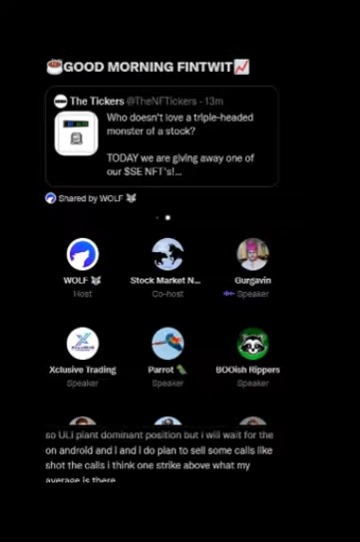 ☕GOOD MORNING FINTWIT📈
The Tickers @TheNFTickers · 13m
Who doesn't love a triple-headed
monster of a stock?
TODAY we are giving away one of
our $SE NFT's!...
Shared by WOLF 🐺
WOLF 🐺
Host
Stock Market N...
Co-host
Gurgavin
Speaker
Xclusive Trading
Speaker
Parrot 🦜
Speaker
BOOish Rippers
Speaker
so ULi plant dominant position but i will wait for the
on android and i and i do plan to sell some calls like
shot the calls i think one strike above what my
average is there